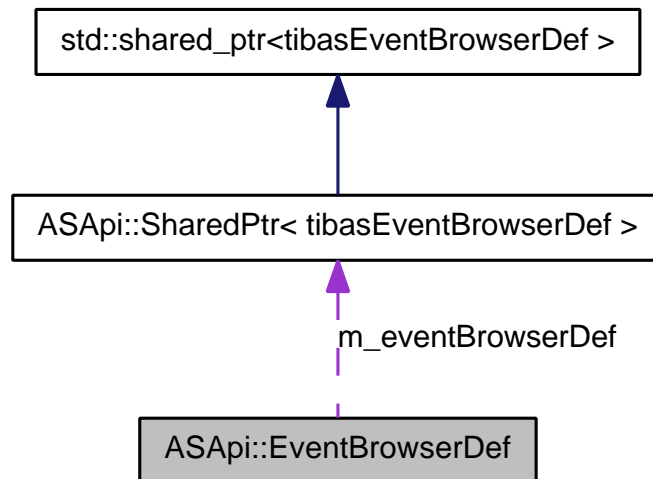 std::shared_ptr<tibasEventBrowserDef >
ASApi::SharedPtr< tibasEventBrowserDef >
m_eventBrowserDef
ASApi::EventBrowserDef